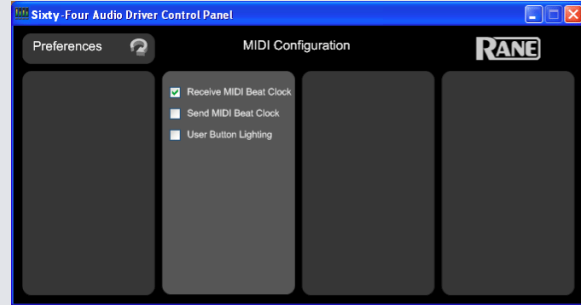 Sixty-Four Audio Driver Control Panel
Preferences
MIDI Configuration
RANE
Receive MIDI Beat Clock
Send MIDI Beat Clock
User Button Lighting